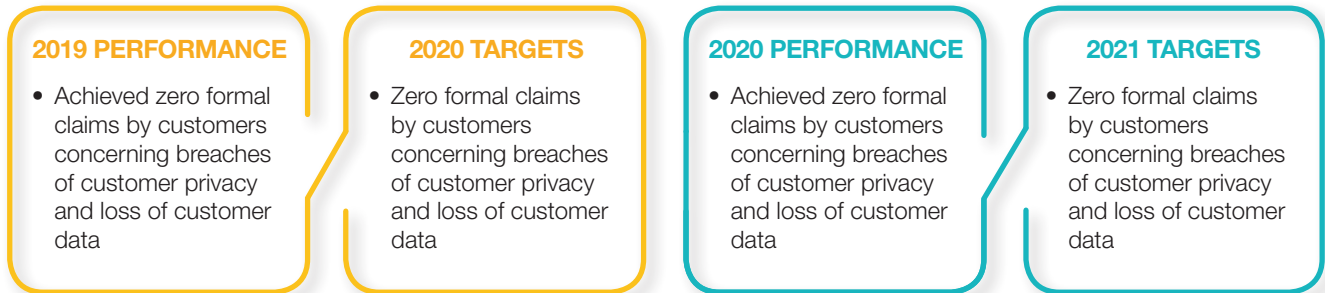 2019 PERFORMANCE
• Achieved zero formal
claims by customers
concerning breaches
of customer privacy
and loss of customer
data
2020 TARGETS
• Zero formal claims
by customers
concerning breaches
of customer privacy
and loss of customer
data
2020 PERFORMANCE
• Achieved zero formal
claims by customers
concerning breaches
of customer privacy
and loss of customer
data
2021 TARGETS
• Zero formal claims
by customers
concerning breaches
of customer privacy
and loss of customer
data